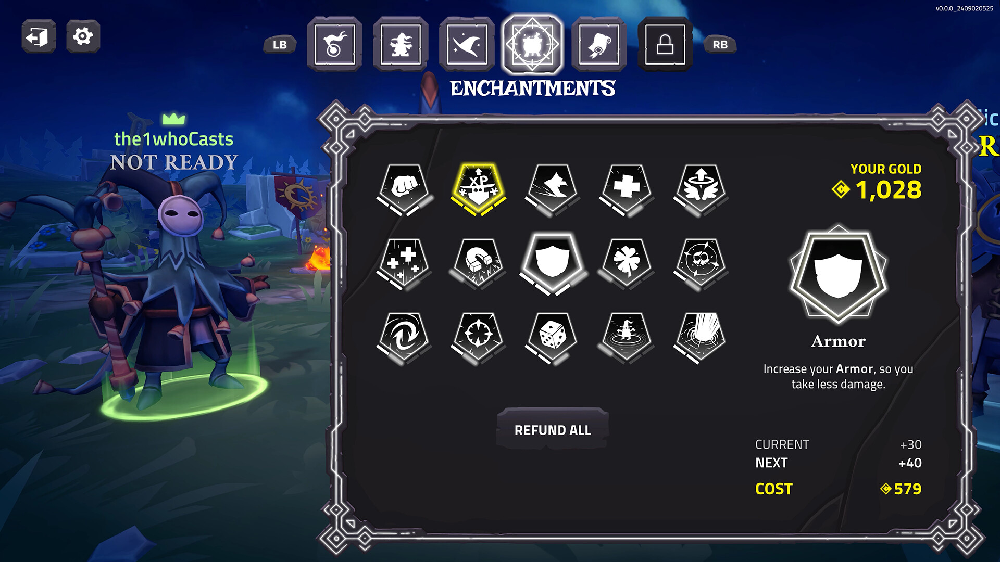 v0.0.0_2409020525
LB
RB
ENCHANTMENTS
the1whoCasts
NOT READY
XP
YOUR GOLD
1,028
Armor
Increase your Armor, so you
take less damage.
REFUND ALL
CURRENT +30
NEXT +40
COST 579